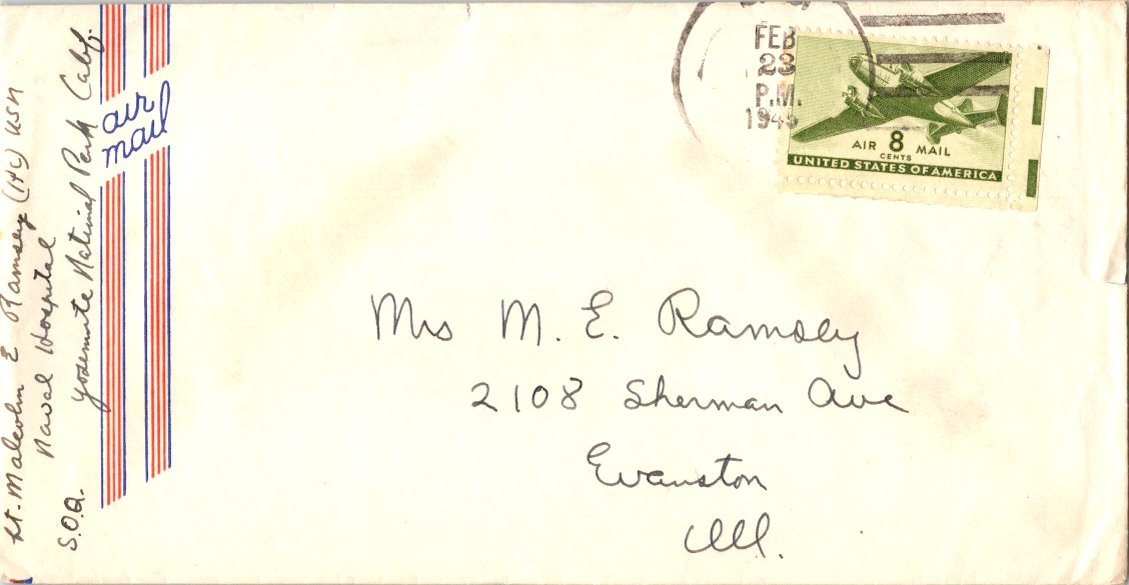 Lt. Malcolm E Ramsey (M) USN
Naval Hospital
S.O.Q. Yosemite National Park Calif.
air
mail
FEB
23
P.M.
AIR 8 MAIL
CENTS
UNITED STATES OF AMERICA
Mrs M. E. Ramsey
2108 Sherman Ave
Evanston
Ill.